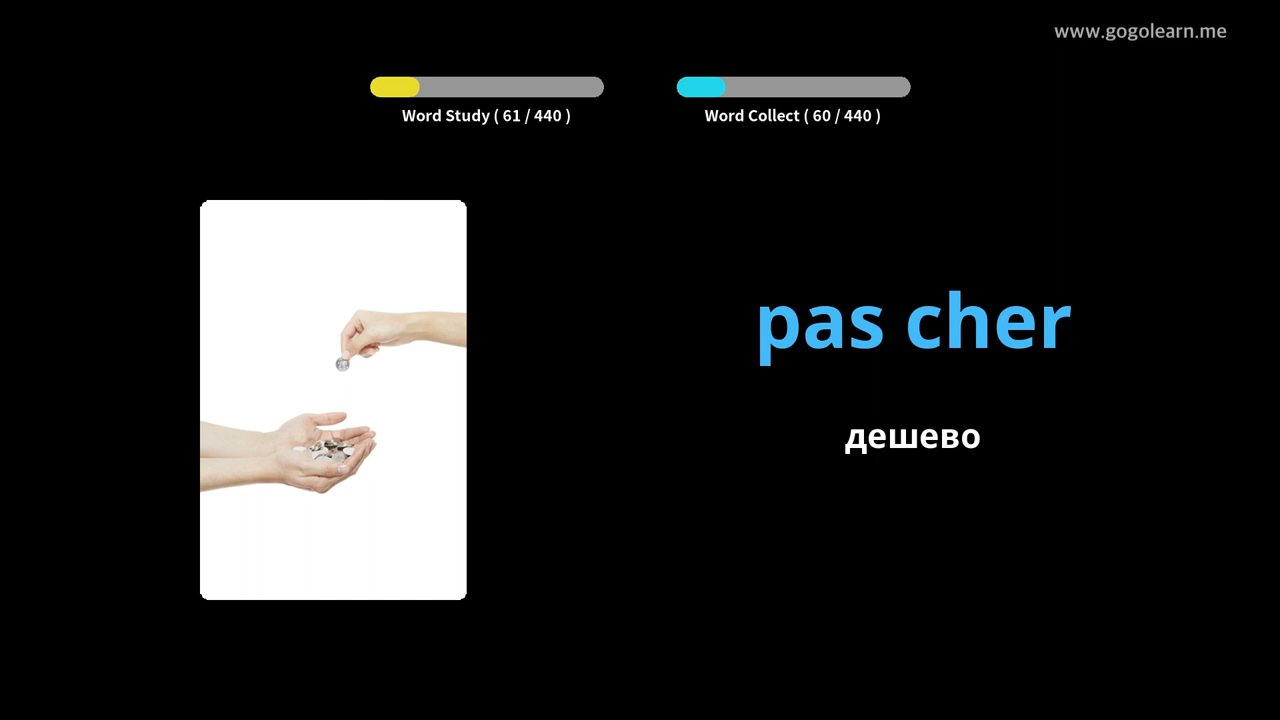 www.gogolearn.me
Word Study ( 61 / 440 )
Word Collect ( 60 / 440 )
pas cher
дешево